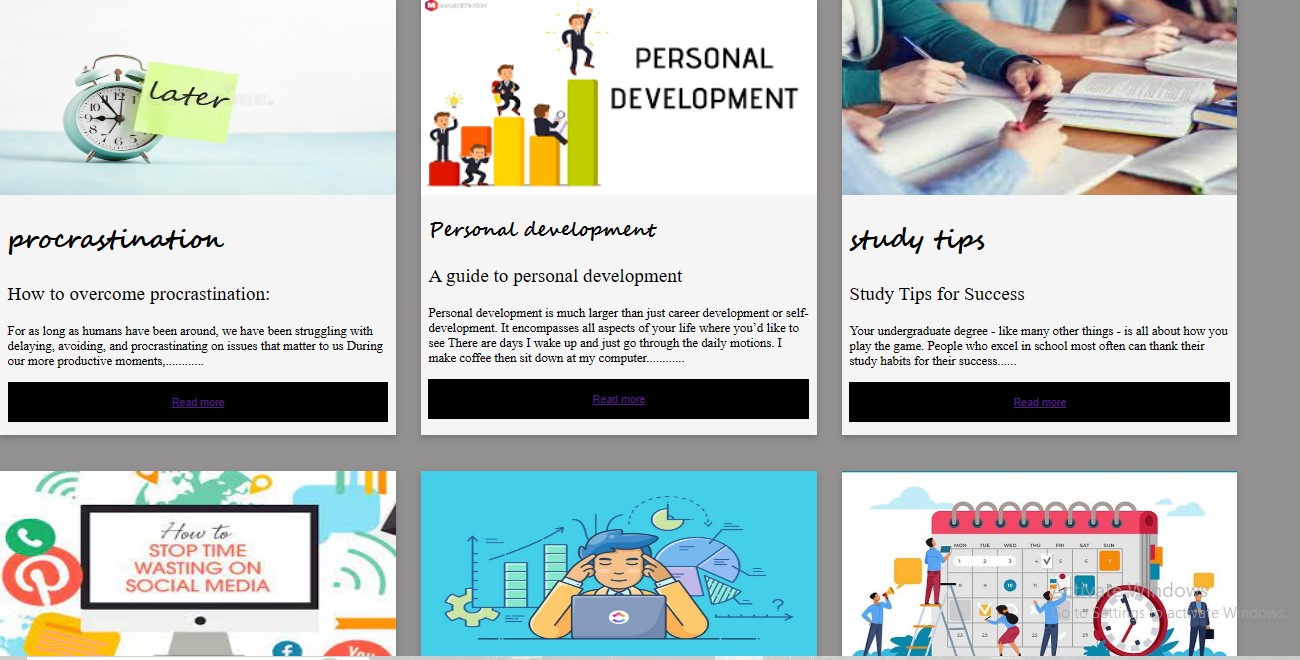 later
me.
PERSONAL
DEVELOPMENT
procrastination
How to overcome procrastination:
For as long as humans have been around, we have been struggling with
delaying, avoiding, and procrastinating on issues that matter to us During
our more productive moments,............
Read more
Personal development
A guide to personal development
Personal development is much larger than just career development or self-
development. It encompasses all aspects of your life where you’d like to
see There are days I wake up and just go through the daily motions. I
make coffee then sit down at my computer............
Read more
study tips
Study Tips for Success
Your undergraduate degree - like many other things - is all about how you
play the game. People who excel in school most often can thank their
study habits for their success......
Read more
How to
STOP TIME
WASTING ON
SOCIAL MEDIA
You
MON TUE WED THU FRI SAT SUN
Activate Windows
Go to Settings to activate Windows.